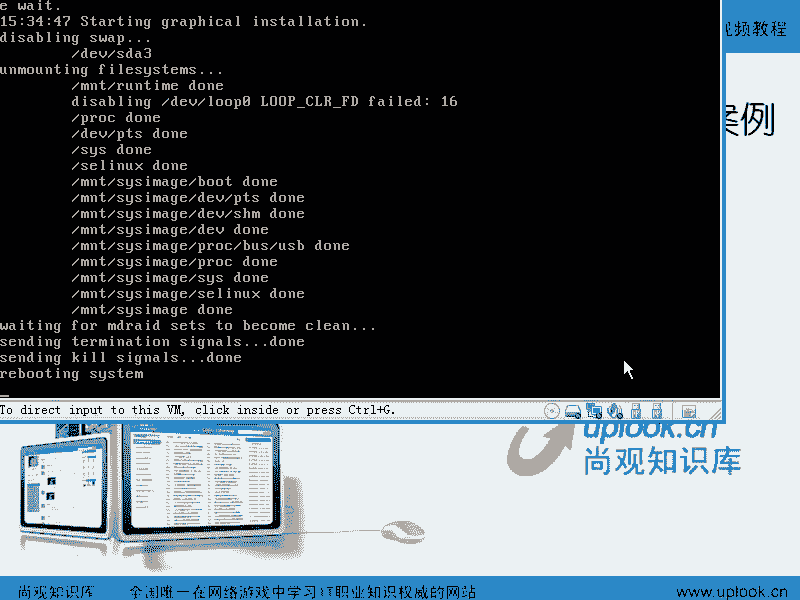 e wait.
15:34:47 Starting graphical installation.
disabling swap...
/dev/sda3
unmounting filesystems...
/mnt/runtime done
disabling /dev/loop0 LOOP_CLR_FD failed: 16
/proc done
/dev/pts done
/sys done
/selinux done
/mnt/sysimage/boot done
/mnt/sysimage/dev/pts done
/mnt/sysimage/dev/shm done
/mnt/sysimage/dev done
/mnt/sysimage/proc/bus/usb done
/mnt/sysimage/proc done
/mnt/sysimage/sys done
/mnt/sysimage/selinux done
/mnt/sysimage done
waiting for mdraid sets to become clean...
sending termination signals...done
sending kill signals...done
rebooting system
频教程
案例
To direct input to this VM, click inside or press Ctrl+G.
uplook.cn
尚观知识库
尚观知识库 全国唯一在网络游戏中学习IT职业知识权威的网站 www.uplook.cn